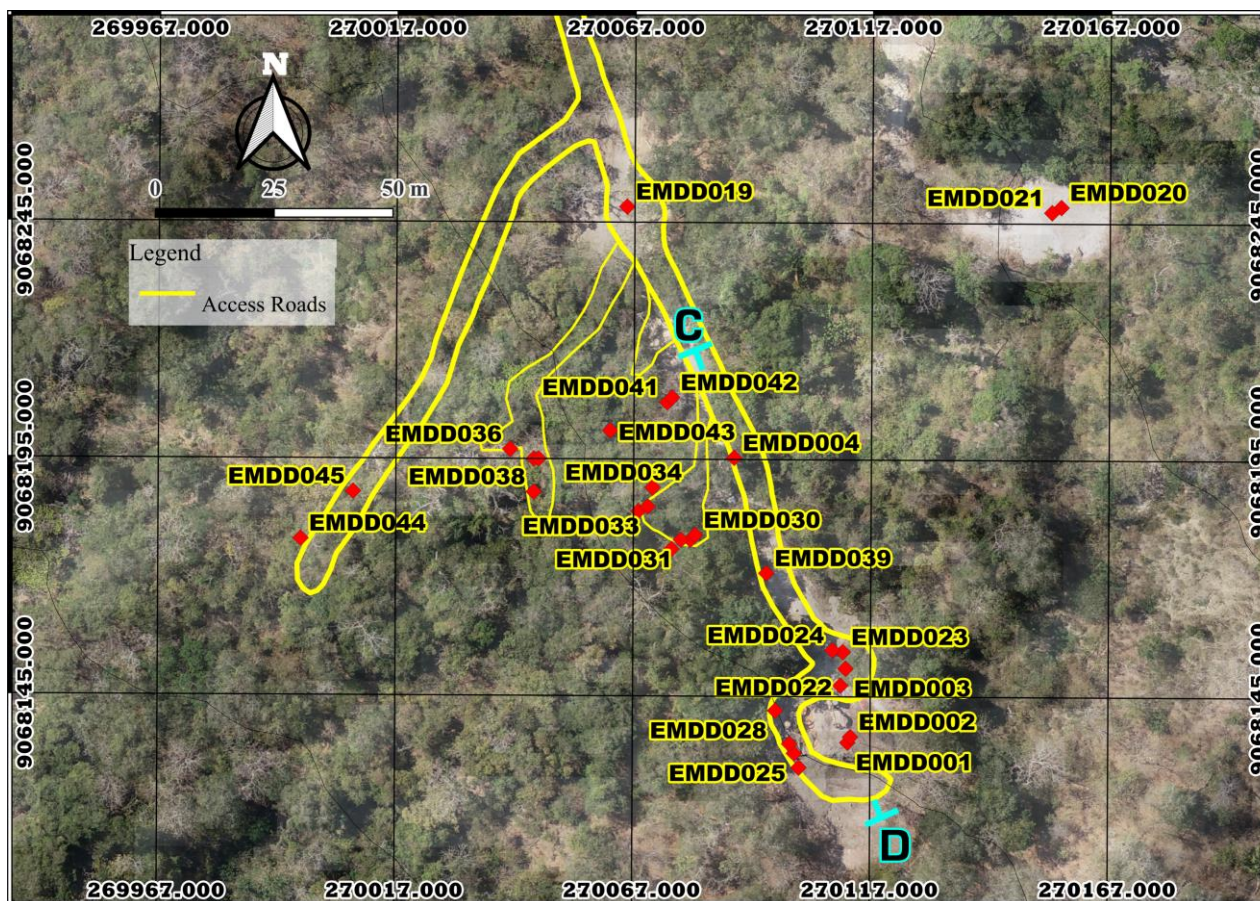 269967.000 270017.000 270067.000 270117.000 270167.000
N
0 25 50 m
Legend
Access Roads
9068245.000
9068245.000
9068195.000
9068195.000
9068145.000
9068145.000
EMDD019
EMDD021 EMDD020
C
EMDD041 EMDD042
EMDD036 EMDD043 EMDD004
EMDD045 EMDD038 EMDD034
EMDD044 EMDD033 EMDD030
EMDD031 EMDD039
EMDD024 EMDD023
EMDD022 EMDD003
EMDD028 EMDD002
EMDD025 EMDD001
D
269967.000 270017.000 270067.000 270117.000 270167.000